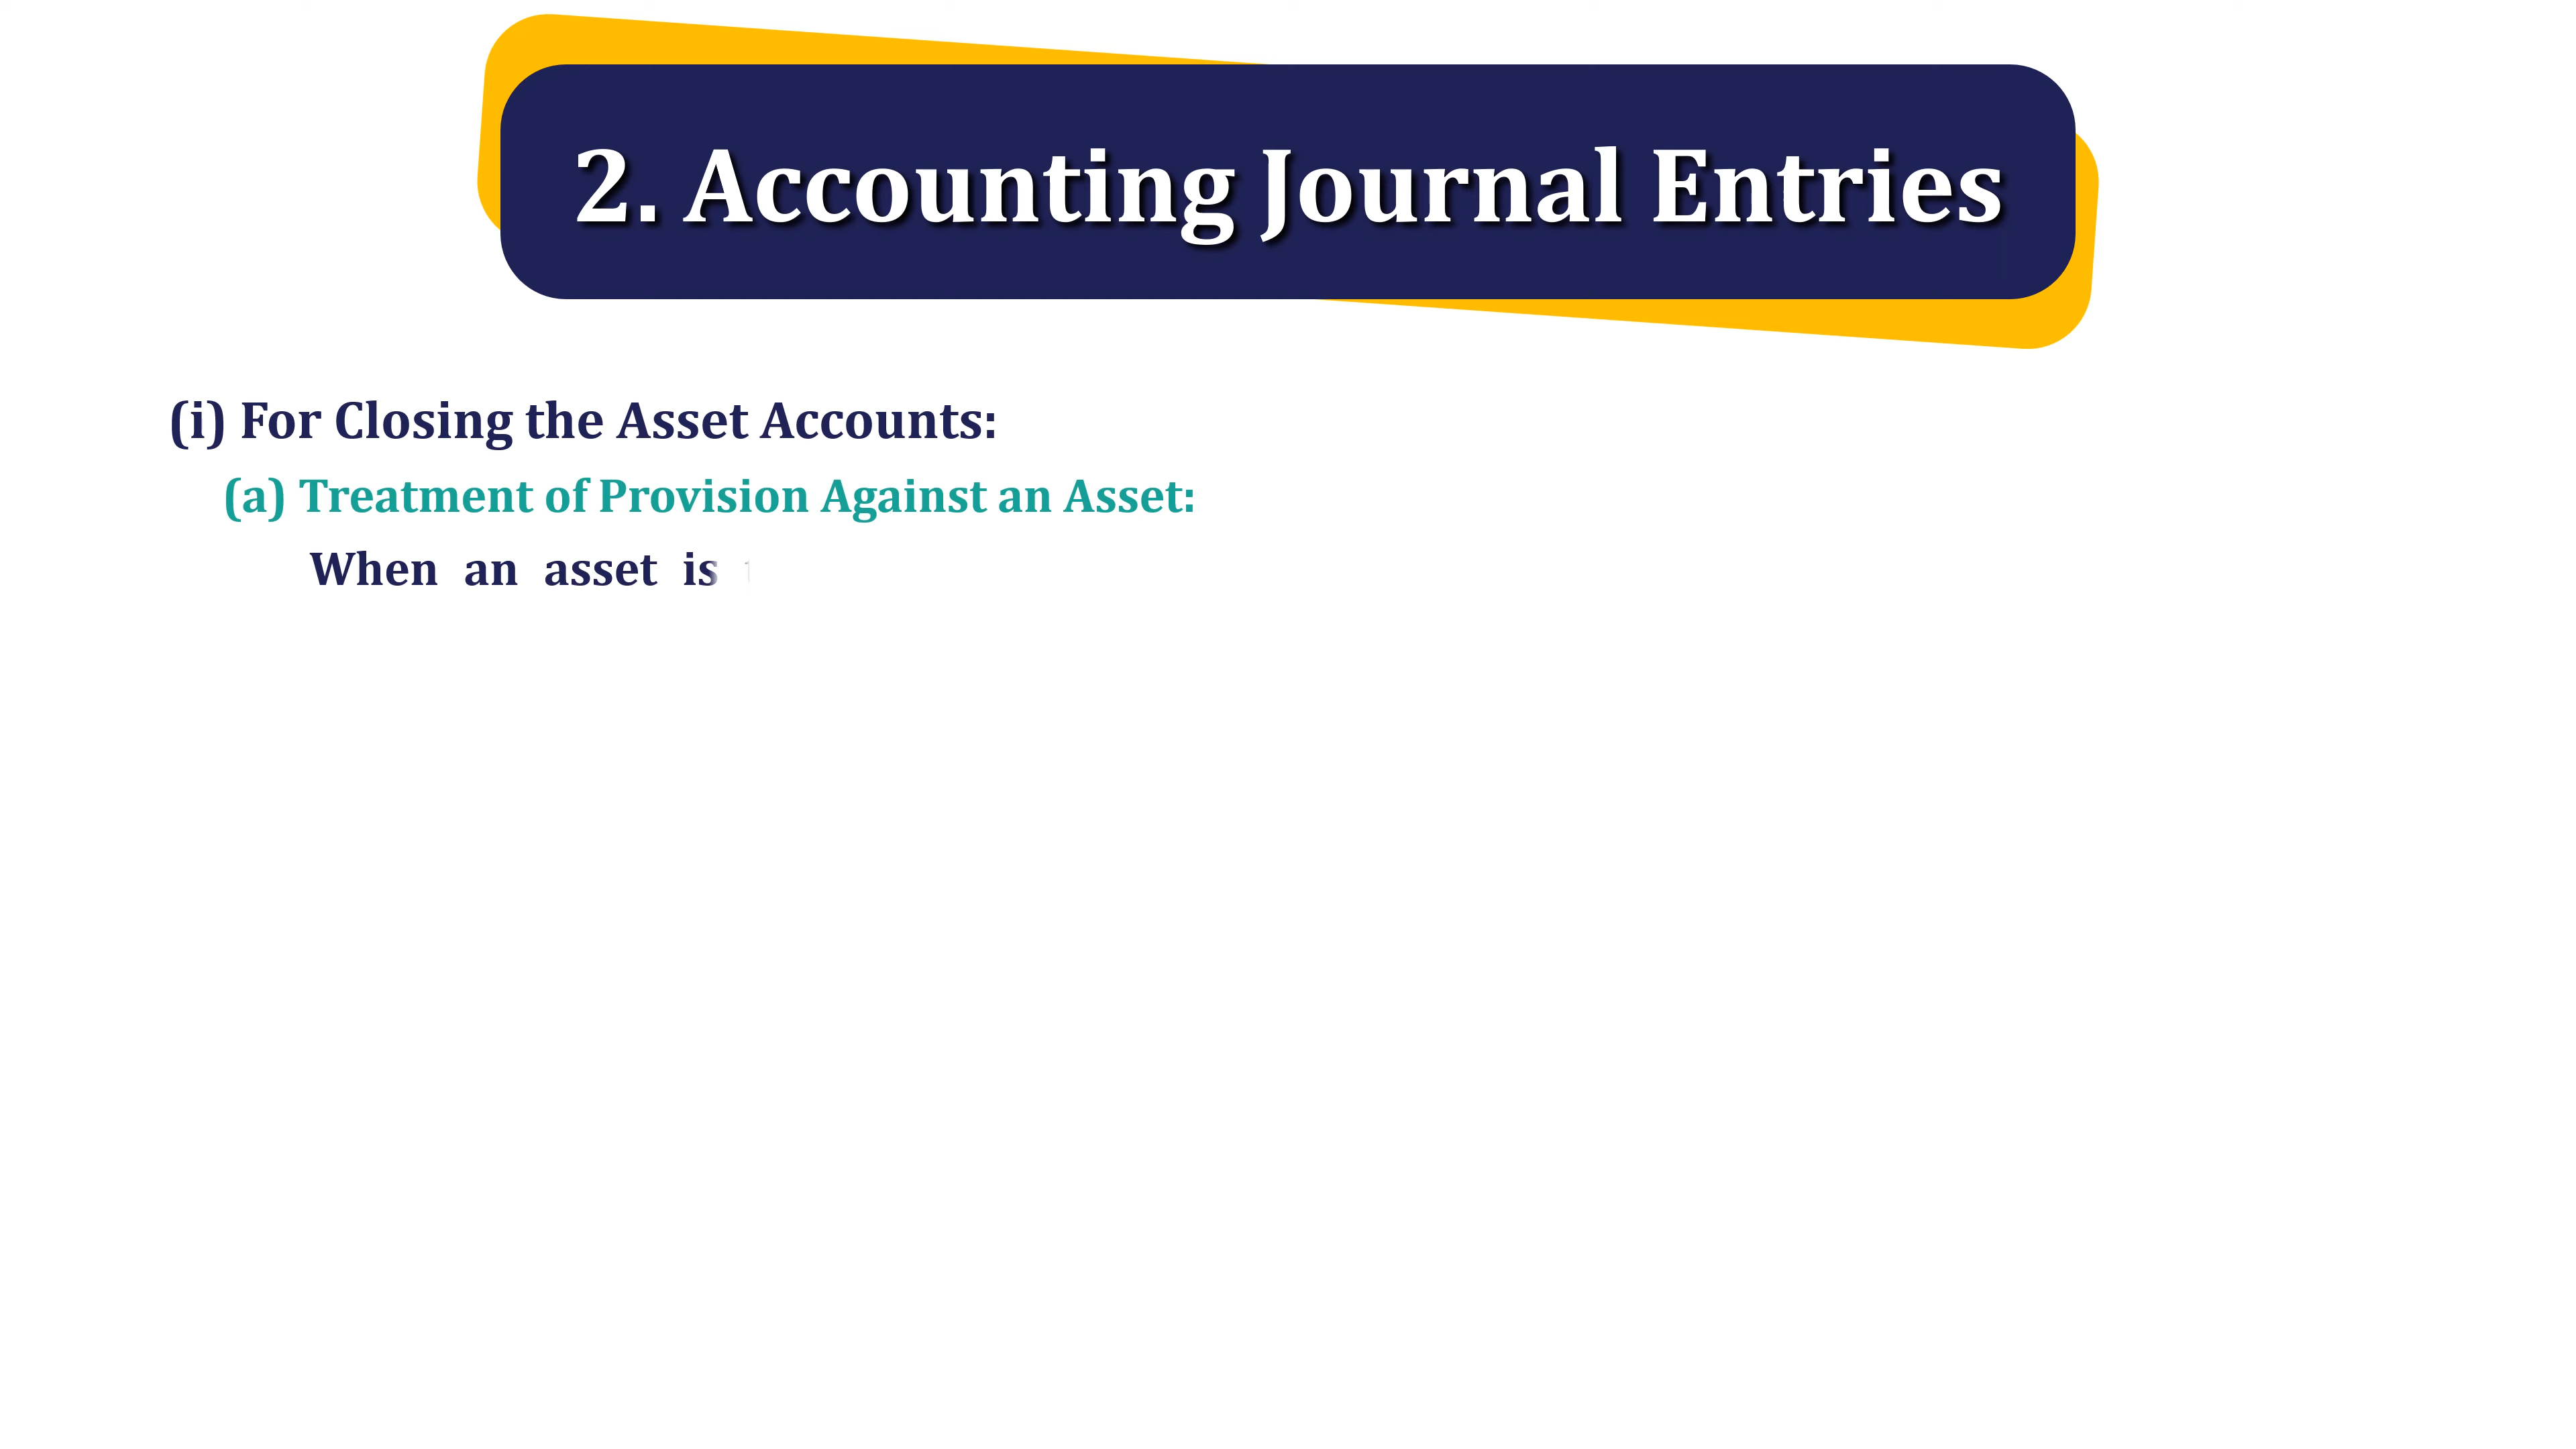 2. Accounting Journal Entries
(i) For Closing the Asset Accounts:
(a) Treatment of Provision Against an Asset:
When an asset is